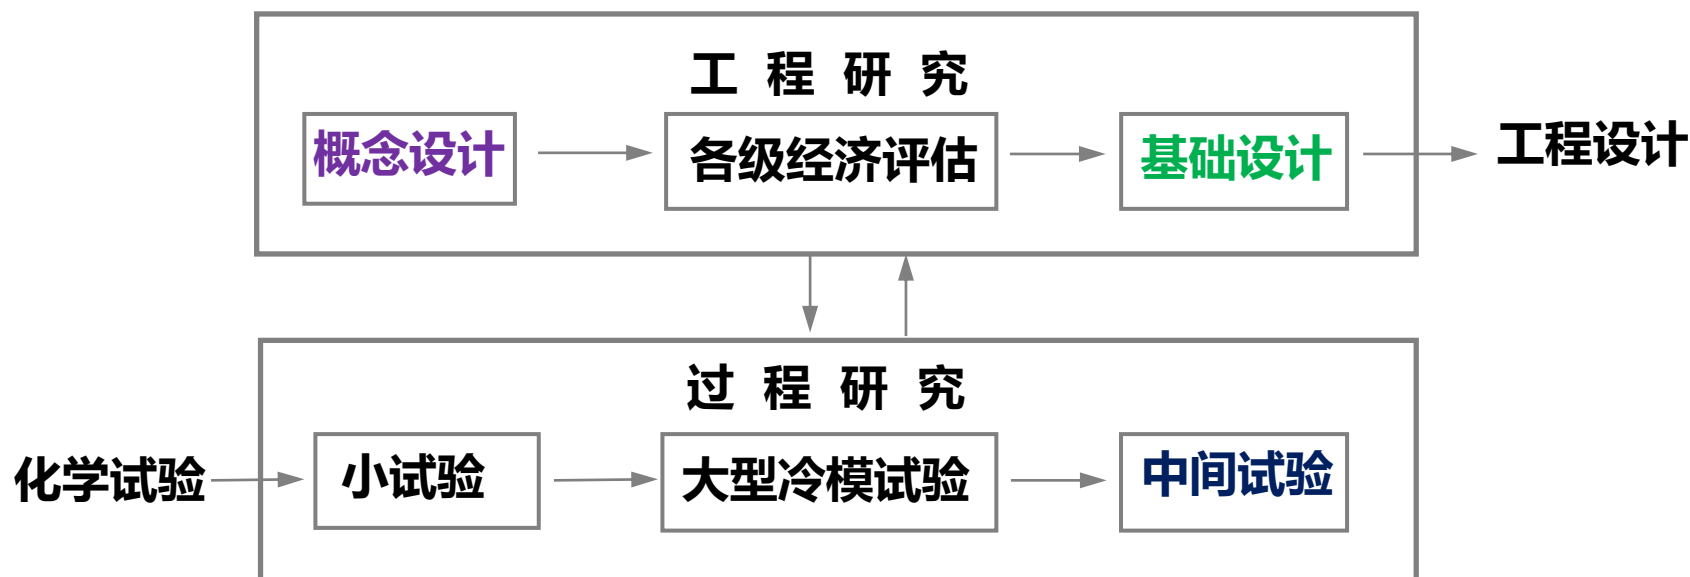 工程研究
概念设计
各级经济评估
基础设计
工程设计
过程研究
化学试验
小试验
大型冷模试验
中间试验